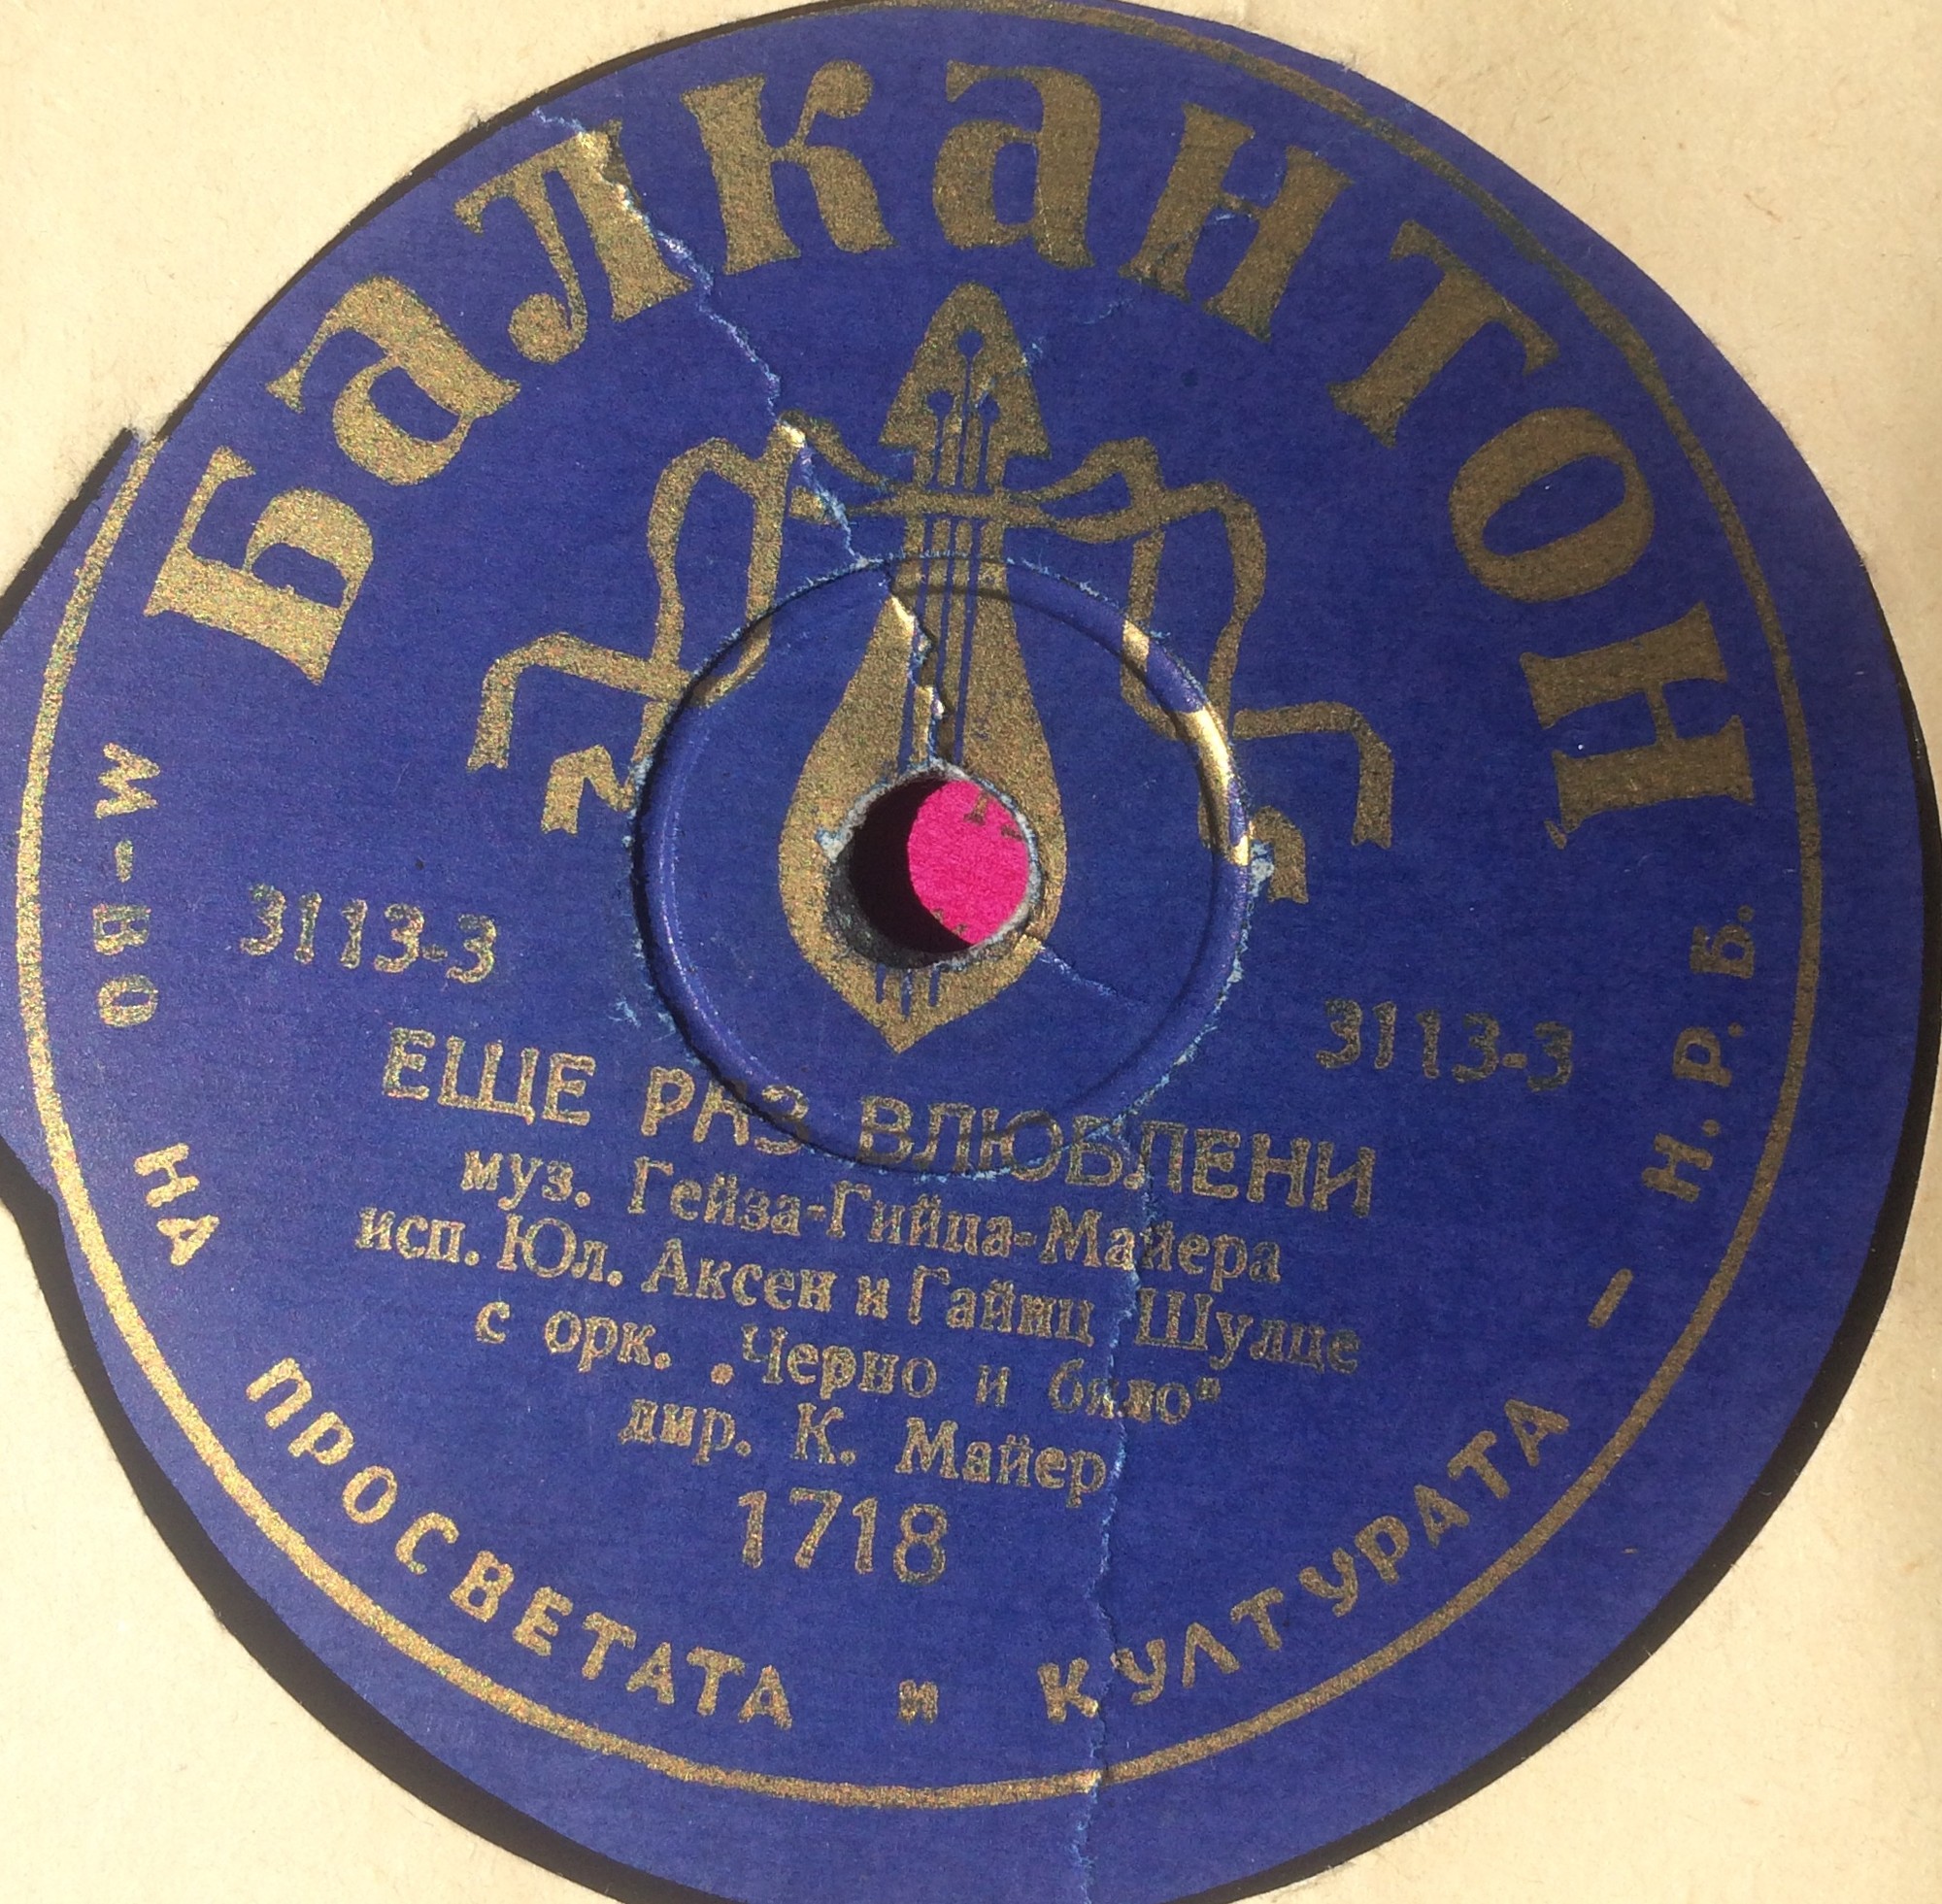 Балкантон
3113-3
3113-3
ЕЩЕ РАЗ ВЛЮБЛЕНИ
муз. Гейза-Гийца-Майера
исп. Юл. Аксен и Гайнц Шулце
с орк. „Черно и бяло"
дир. К. Майер
1718
М-ВО НА ПРОСВЕТАТА и КУЛТУРАТА – Н.Р.Б.